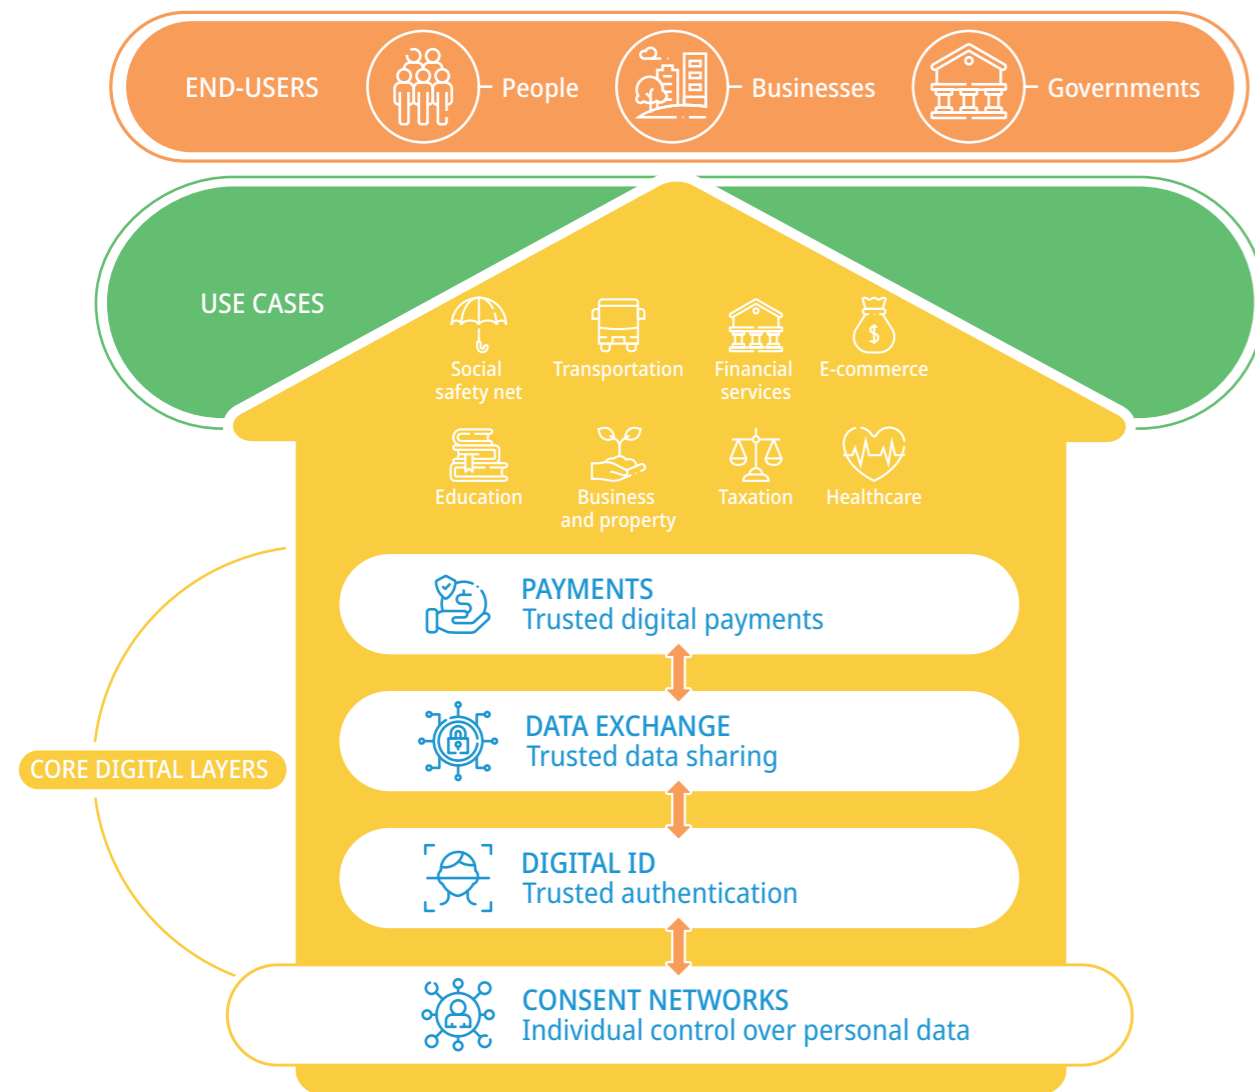 END-USERS
People
Businesses
Governments
USE CASES
Social
safety net
Transportation
Financial
services
E-commerce
Education
Business
and property
Taxation
Healthcare
PAYMENTS
Trusted digital payments
DATA EXCHANGE
Trusted data sharing
CORE DIGITAL LAYERS
DIGITAL ID
Trusted authentication
CONSENT NETWORKS
Individual control over personal data